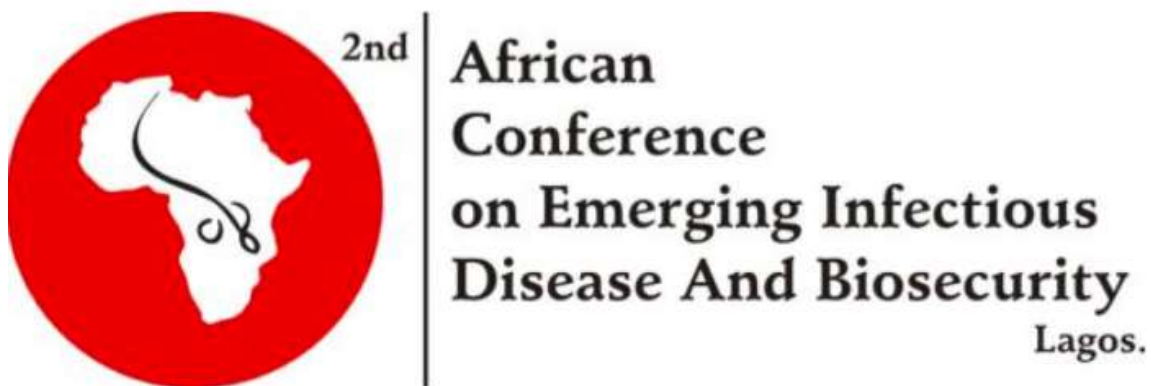 2nd
African
Conference
on Emerging Infectious
Disease And Biosecurity
Lagos.